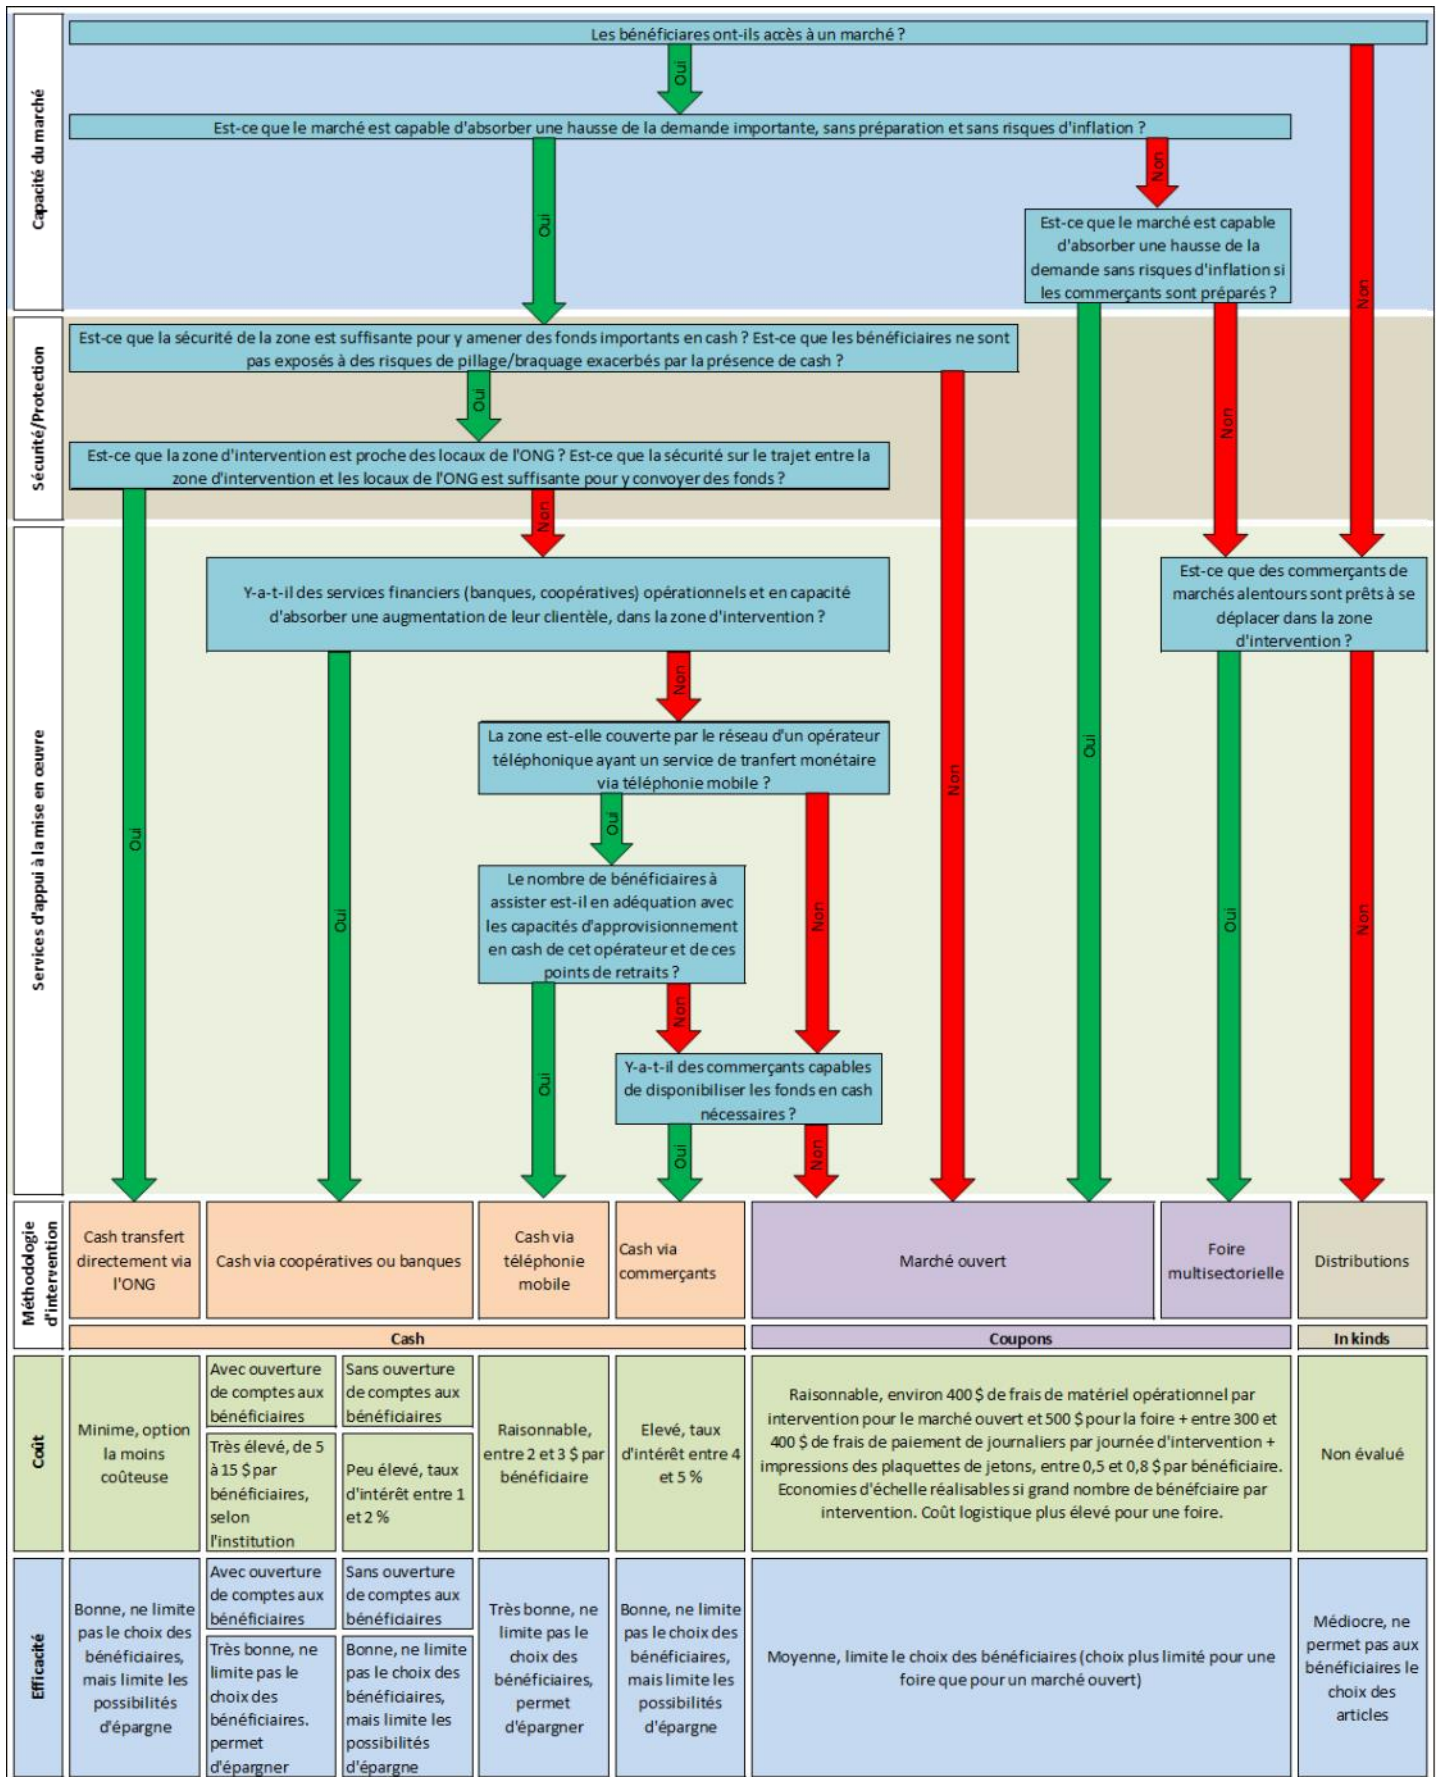 Les bénéficiares ont-ils accès à un marché ?
Oui
Capacité du marché
Est-ce que le marché est capable d'absorber une hausse de la demande importante, sans préparation et sans risques d'inflation ?
Non
Oui
Est-ce que le marché est capable
d'absorber une hausse de la
demande sans risques d'inflation si
les commerçants sont préparés ?
Non
Sécurité/Protection
Est-ce que la sécurité de la zone est suffisante pour y amener des fonds importants en cash ? Est-ce que les bénéficiaires ne sont
pas exposés à des risques de pillage/braquage exacerbés par la présence de cash ?
Oui
Non
Est-ce que la zone d'intervention est proche des locaux de l'ONG ? Est-ce que la sécurité sur le trajet entre la
zone d'intervention et les locaux de l'ONG est suffisante pour y convoyer des fonds ?
Non
Services d'appui à la mise en œuvre
Y-a-t-il des services financiers (banques, coopératives) opérationnels et en capacité
d'absorber une augmentation de leur clientèle, dans la zone d'intervention ?
Est-ce que des commerçants de
marchés alentours sont prêts à se
déplacer dans la zone
d'intervention ?
Non
La zone est-elle couverte par le réseau d'un opérateur
téléphonique ayant un service de tranfert monétaire
via téléphonie mobile ?
Oui
Non
Oui
Oui
Le nombre de bénéficiaires à
assister est-il en adéquation avec
les capacités d'approvisionnement
en cash de cet opérateur et de ces
points de retraits ?
Oui
Non
Oui
Non
Non
Y-a-t-il des commerçants capables
de disponibiliser les fonds en cash
nécessaires ?
Oui
Oui
Non
Méthodologie
d'intervention
Cash transfert
directement via
l'ONG
Cash via coopératives ou banques
Cash via
téléphonie
mobile
Cash via
commerçants
Marché ouvert
Foire
multisectorielle
Distributions
Cash
Coupons
In kinds
Coût
Minime, option
la moins
coûteuse
Avec ouverture
de comptes aux
bénéficiaires
Très élevé, de 5
à 15 $ par
bénéficiaires,
selon
l'institution
Sans ouverture
de comptes aux
bénéficiaires
Peu élevé, taux
d'intérêt entre 1
et 2 %
Raisonnable,
entre 2 et 3 $ par
bénéficiaire
Elevé, taux
d'intérêt entre 4
et 5 %
Raisonnable, environ 400 $ de frais de matériel opérationnel par
intervention pour le marché ouvert et 500 $ pour la foire + entre 300 et
400 $ de frais de paiement de journaliers par journée d'intervention +
impressions des plaquettes de jetons, entre 0,5 et 0,8 $ par bénéficiaire.
Economies d'échelle réalisables si grand nombre de bénéfciaire par
intervention. Coût logistique plus élevé pour une foire.
Non évalué
Efficacité
Bonne, ne limite
pas le choix des
bénéficiaires,
mais limite les
possibilités
d'épargne
Avec ouverture
de comptes aux
bénéficiaires
Très bonne, ne
limite pas le
choix des
bénéficiaires.
permet
d'épargner
Sans ouverture
de comptes aux
bénéficiaires
Bonne, ne limite
pas le choix des
bénéficiaires,
mais limite les
possibilités
d'épargne
Très bonne, ne
limite pas le
choix des
bénéficiaires,
permet
d'épargner
Bonne, ne limite
pas le choix des
bénéficiaires,
mais limite les
possibilités
d'épargne
Moyenne, limite le choix des bénéficiaires (choix plus limité pour une
foire que pour un marché ouvert)
Médiocre, ne
permet pas aux
bénéficiaires le
choix des
articles